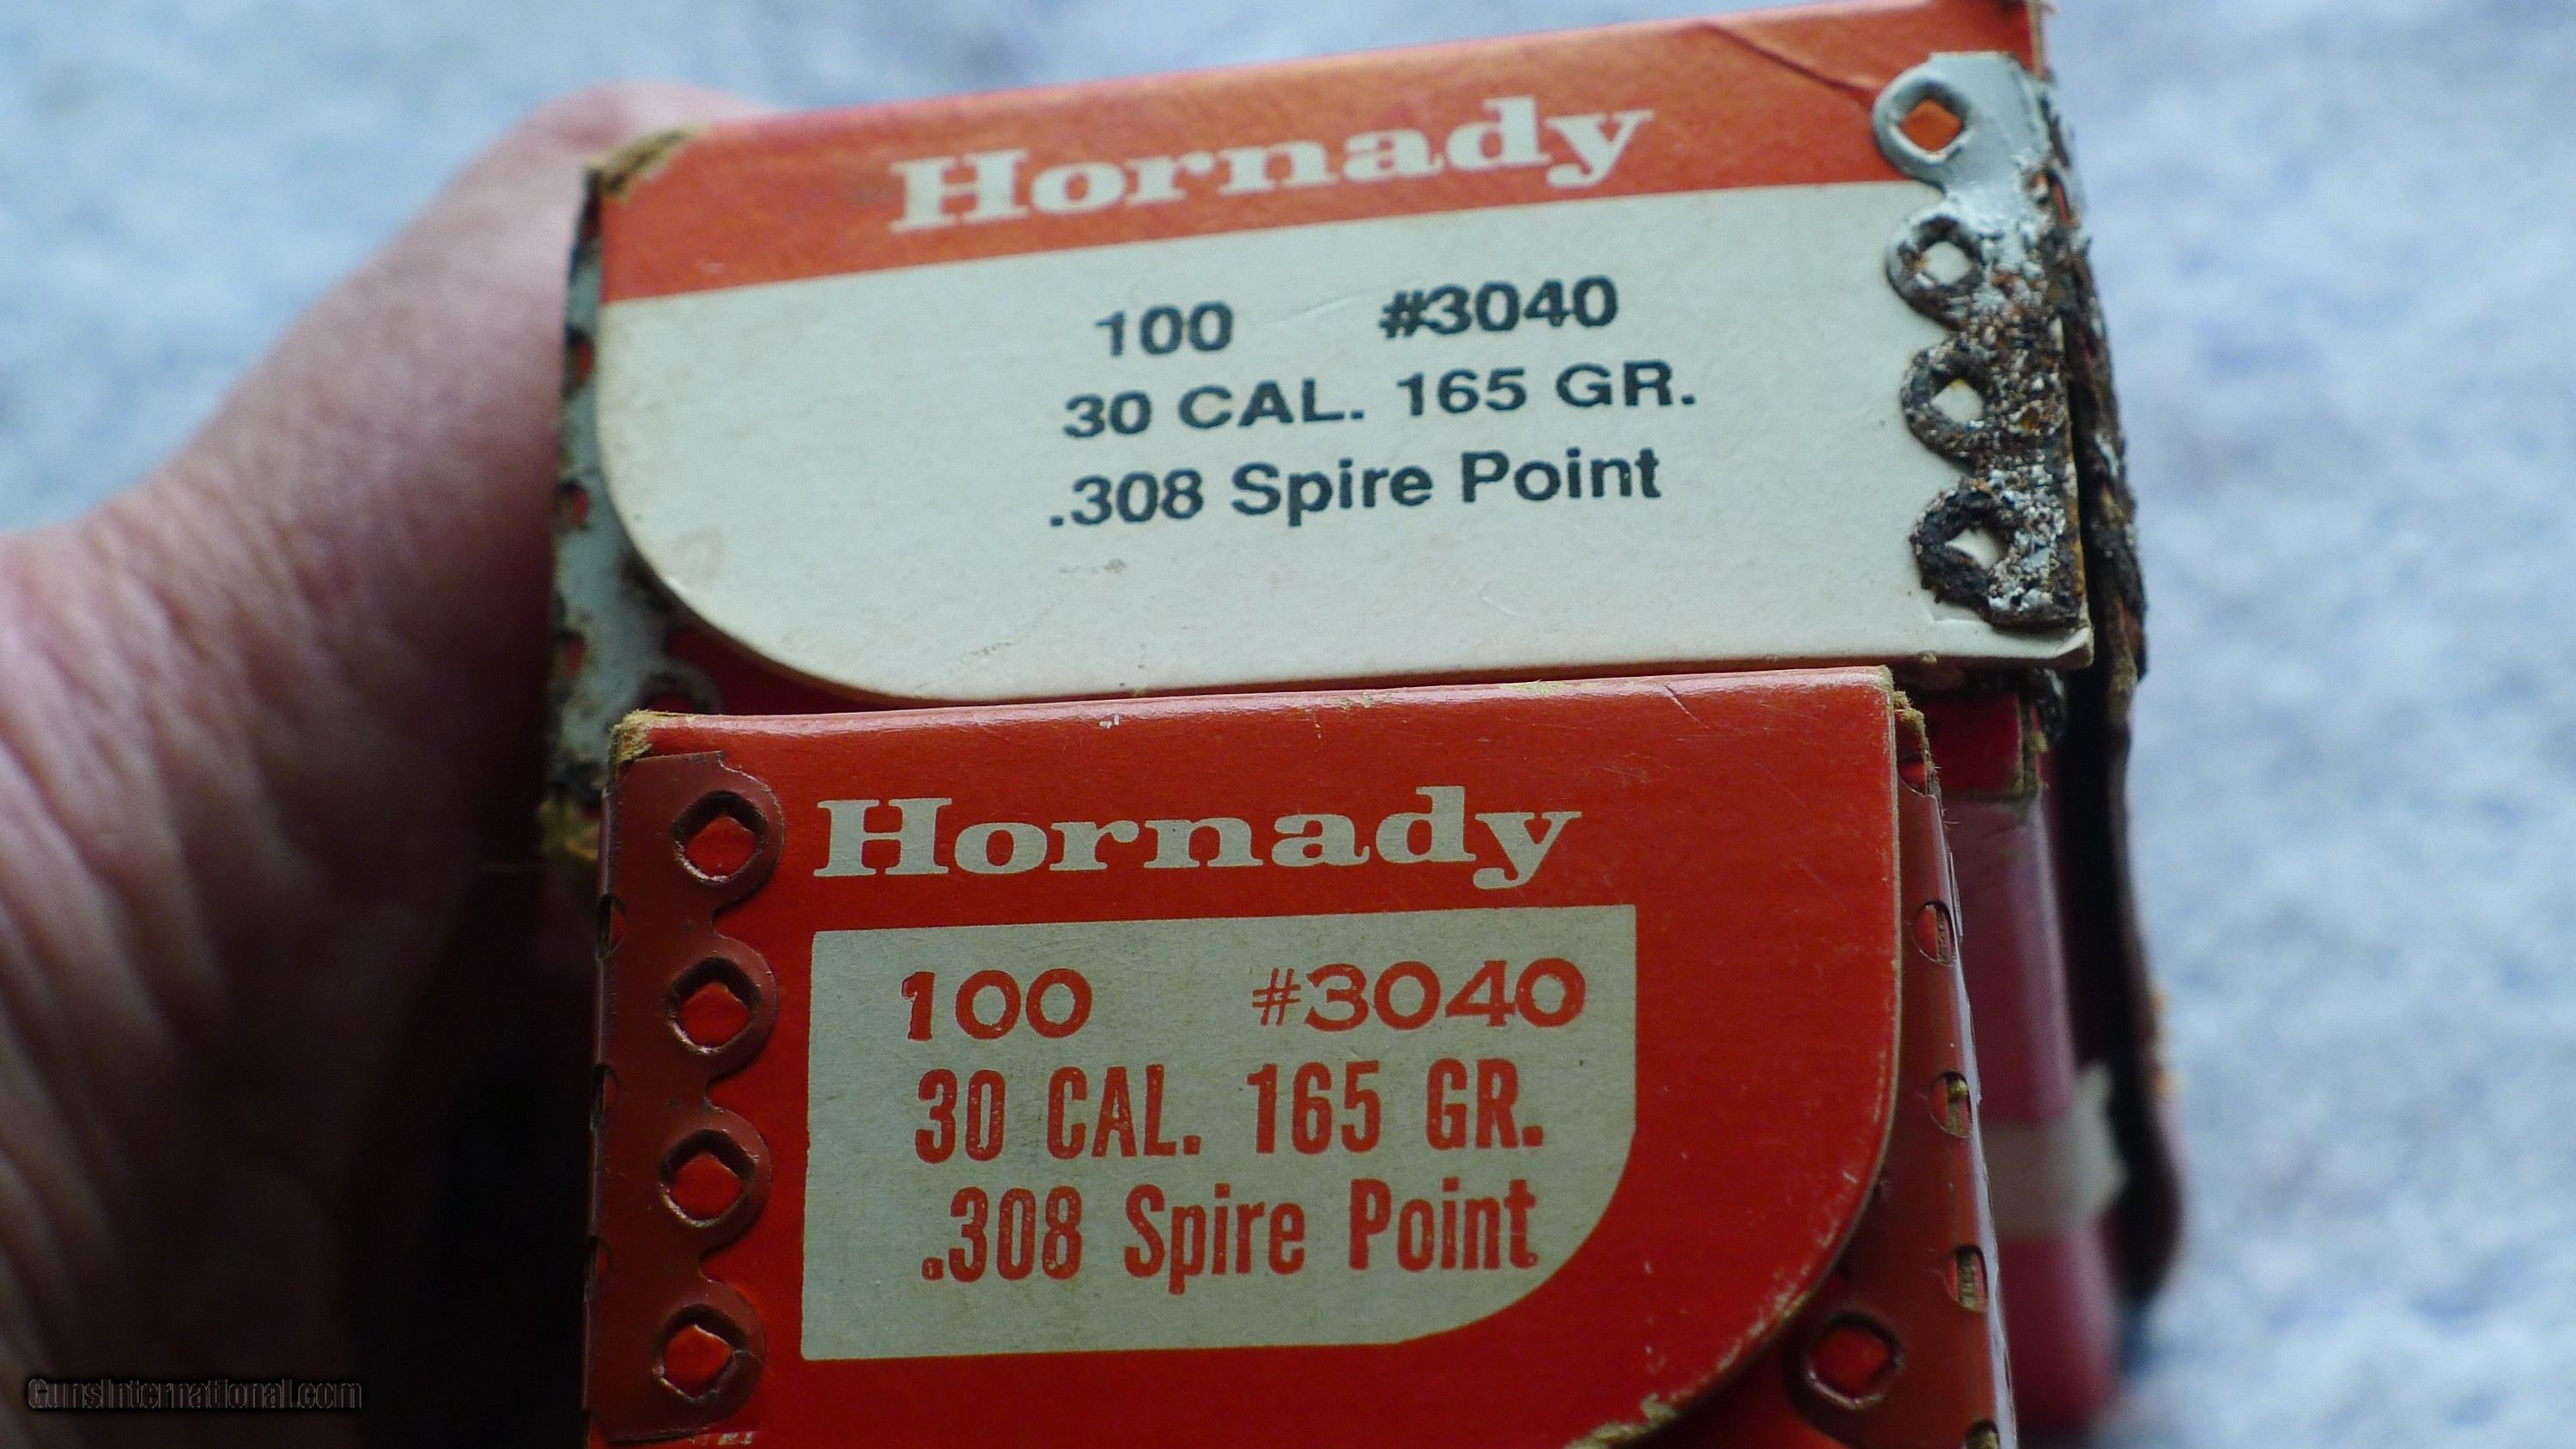 Hornady
100 #3040
30 CAL. 165 GR.
.308 Spire Point
Hornady
100 #3040
30 CAL. 165 GR.
.308 Spire Point
GunsInternational.com